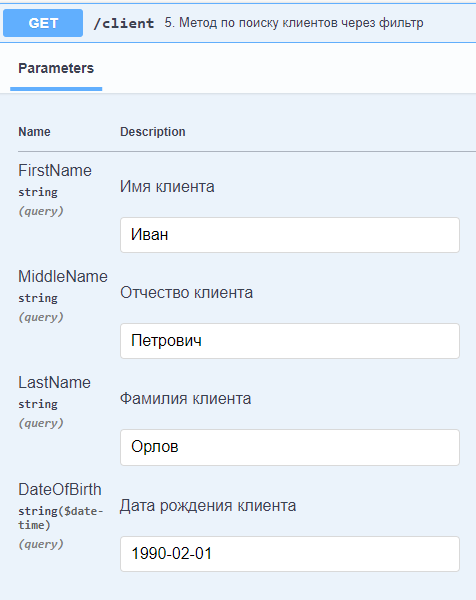 GET /client 5. Метод по поиску клиентов через фильтр
Parameters
Name Description
FirstName
string
(query)
Имя клиента
Иван
MiddleName
string
(query)
Отчество клиента
Петрович
LastName
string
(query)
Фамилия клиента
Орлов
DateOfBirth
string($date-
time)
(query)
Дата рождения клиента
1990-02-01